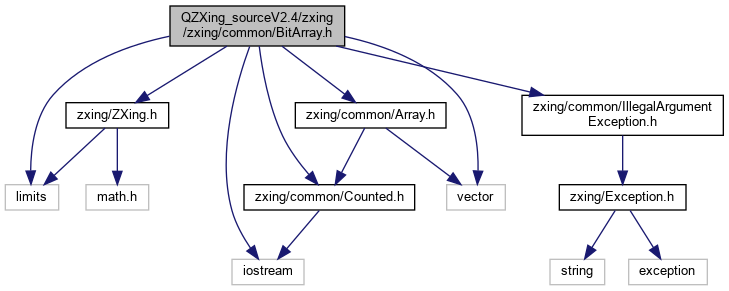 QZXing_sourceV2.4/zxing
/zxing/common/BitArray.h
zxing/common/IllegalArgument
Exception.h
zxing/ZXing.h
zxing/common/Array.h
limits
math.h
zxing/common/Counted.h
vector
zxing/Exception.h
iostream
string
exception